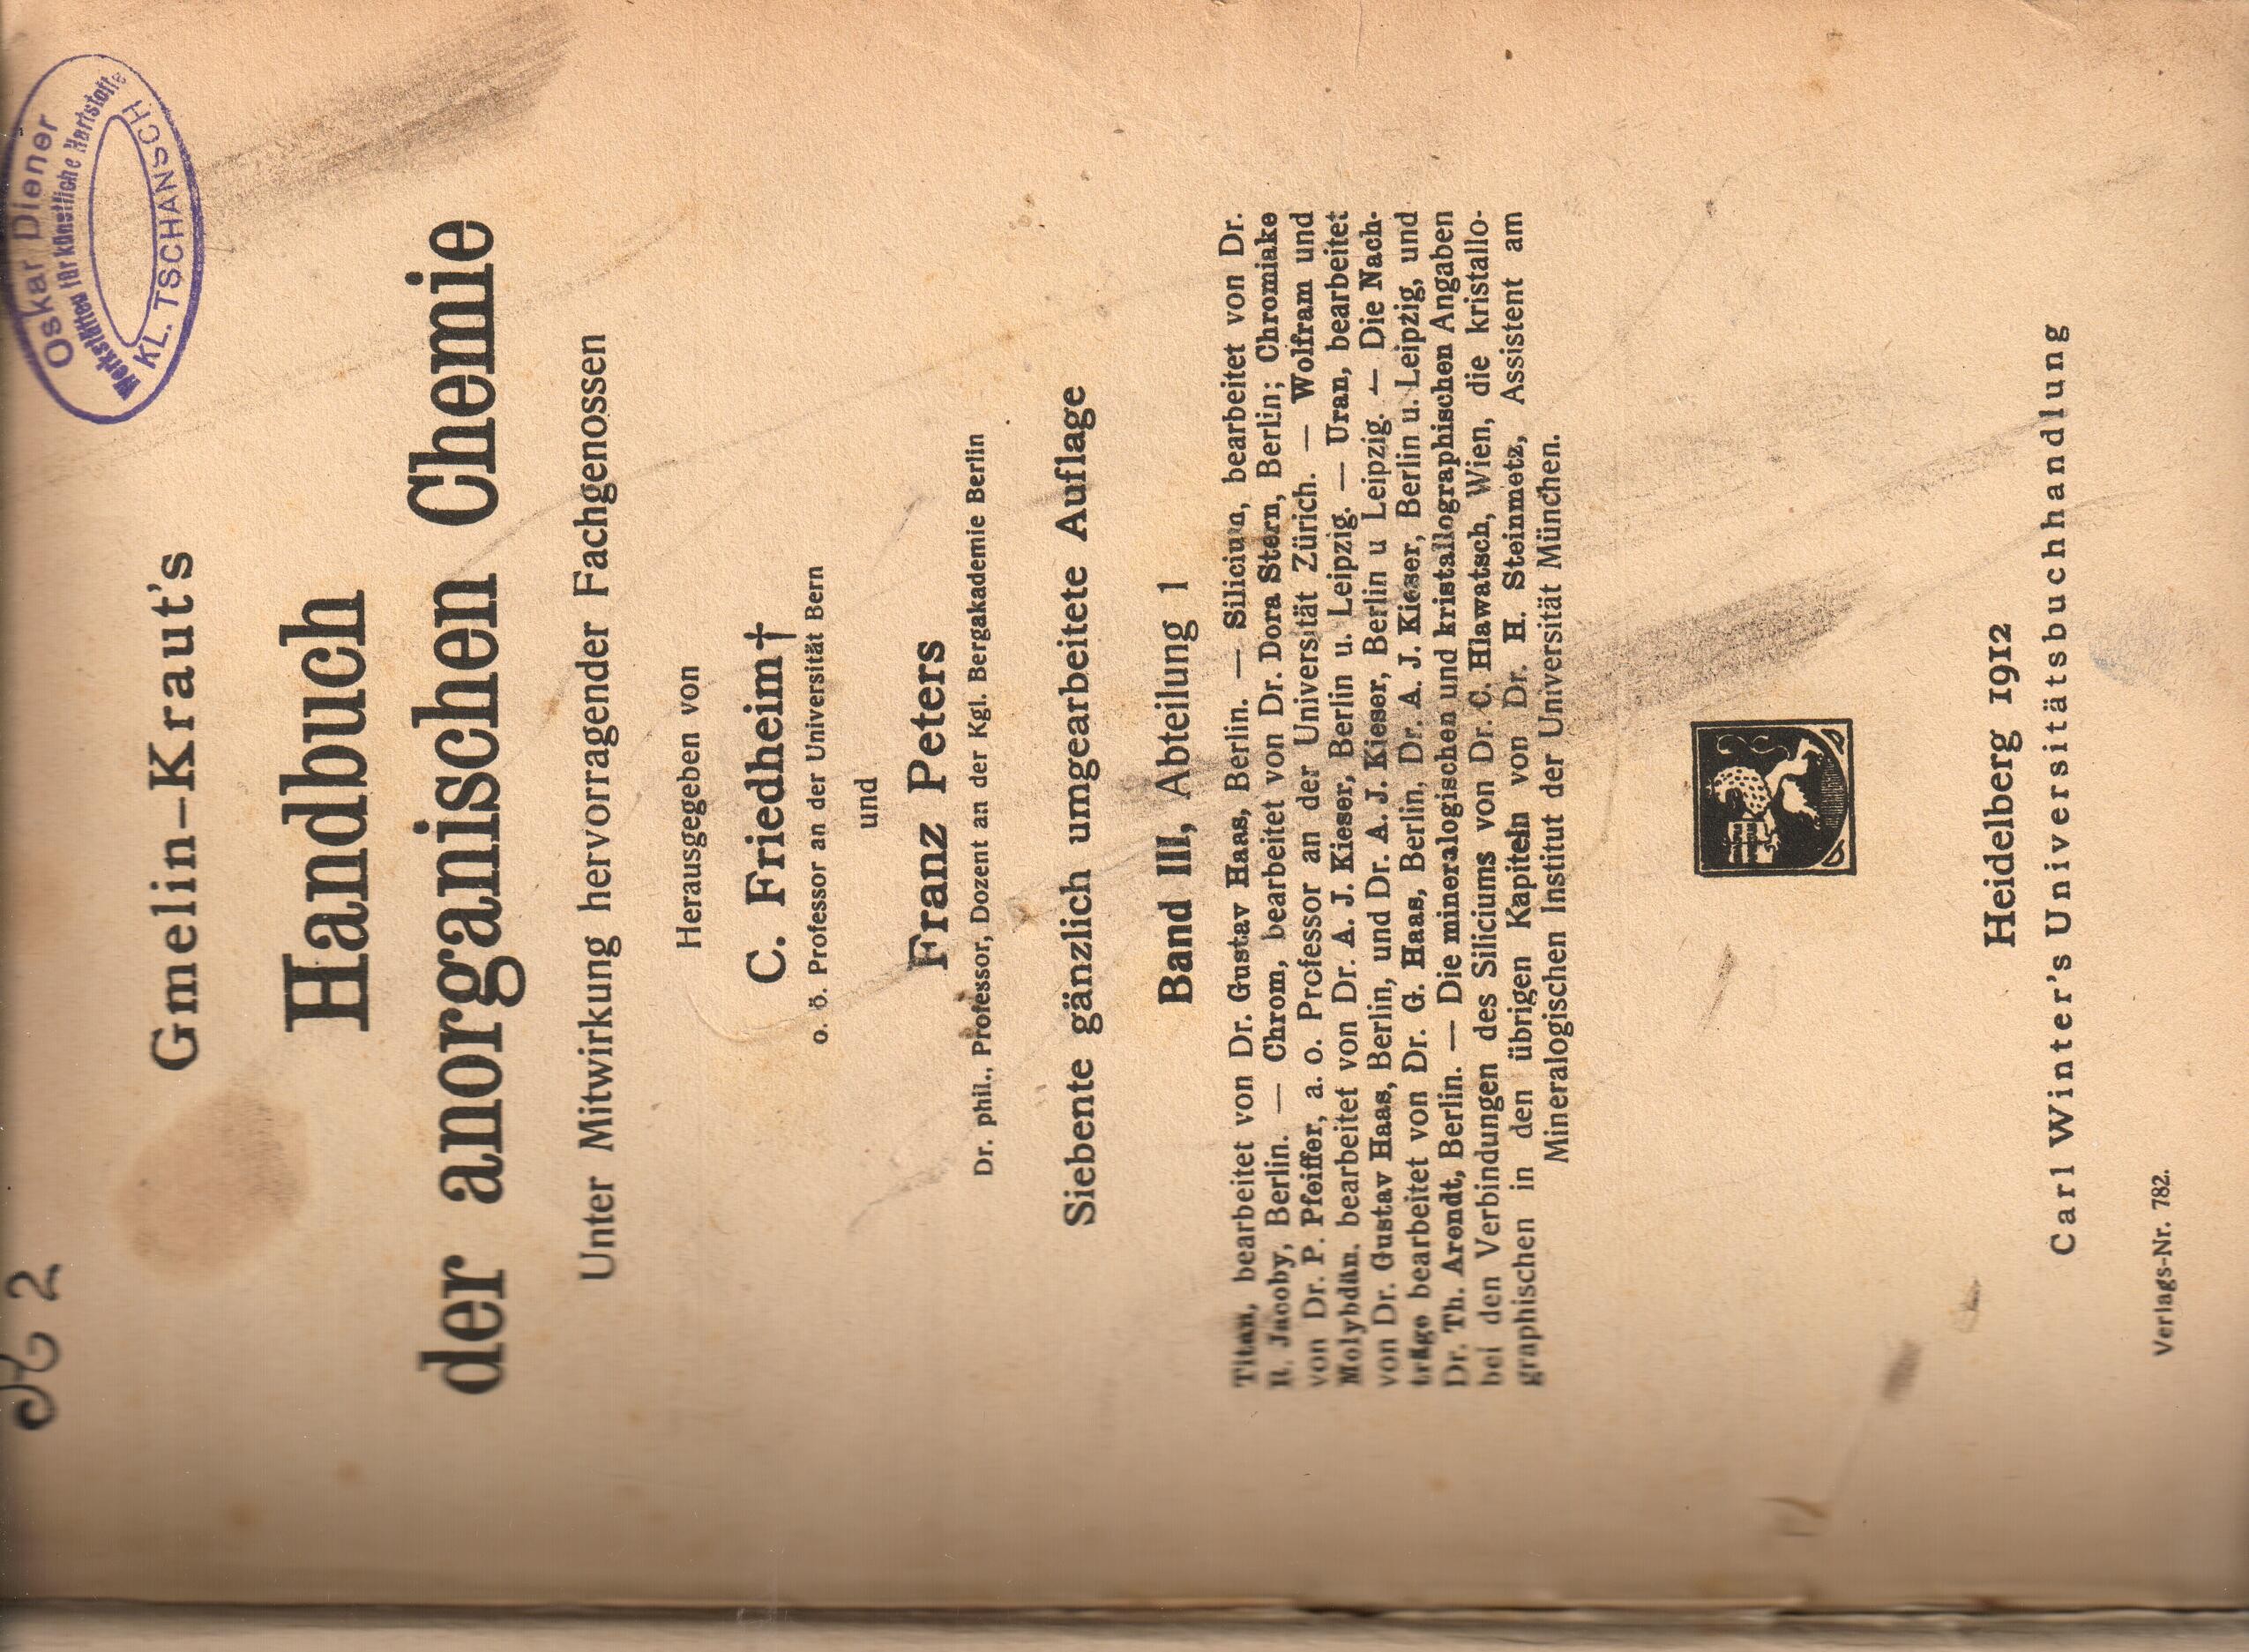 Oskar Diener
Werkstätten für künstliche Hartstoffe
KL. TSCHANSCH
Gmelin–Kraut's
Handbuch
der anorganischen Chemie
Unter Mitwirkung hervorragender Fachgenossen
Herausgegeben von
C. Friedheim†
o. ö. Professor an der Universität Bern
und
Franz Peters
Dr. phil., Professor, Dozent an der Kgl. Bergakademie Berlin
Siebente gänzlich umgearbeitete Auflage
Band III, Abteilung 1
Titan, bearbeitet von Dr. Gustav Haas, Berlin. — Silicium, bearbeitet von Dr.
R. Jacoby, Berlin. — Chrom, bearbeitet von Dr. Dora Stern, Berlin; Chromiake
von Dr. P. Pfeiffer, a. o. Professor an der Universität Zürich. — Wolfram und
Molybdän. bearbeitet von Dr. A. J. Kieser, Berlin u. Leipzig. — Uran, bearbeitet
von Dr. Gustav Haas, Berlin, und Dr. A. J. Kieser, Berlin u Leipzig. — Die Nach-
träge bearbeitet von Dr. G. Haas, Berlin, Dr. A. J. Kieser, Berlin u. Leipzig, und
Dr. Th. Arendt, Berlin. — Die mineralogischen und kristallographischen Angaben
bei den Verbindungen des Siliciums von Dr. C. Hlawatsch, Wien, die kristallo-
graphischen in den übrigen Kapiteln von Dr. H. Steinmetz, Assistent am
Mineralogischen Institut der Universität München.
Heidelberg 1912
Carl Winter's Universitätsbuchhandlung
Verlags-Nr. 782.